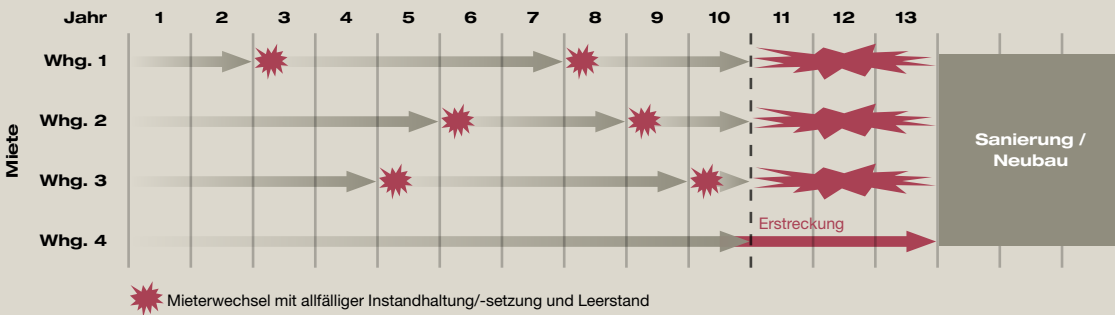 Jahr 1 2 3 4 5 6 7 8 9 10 11 12 13
Miete
Whg. 1
Whg. 2
Whg. 3
Whg. 4
Erstreckung
Sanierung /
Neubau
Mieterwechsel mit allfälliger Instandhaltung/-setzung und Leerstand